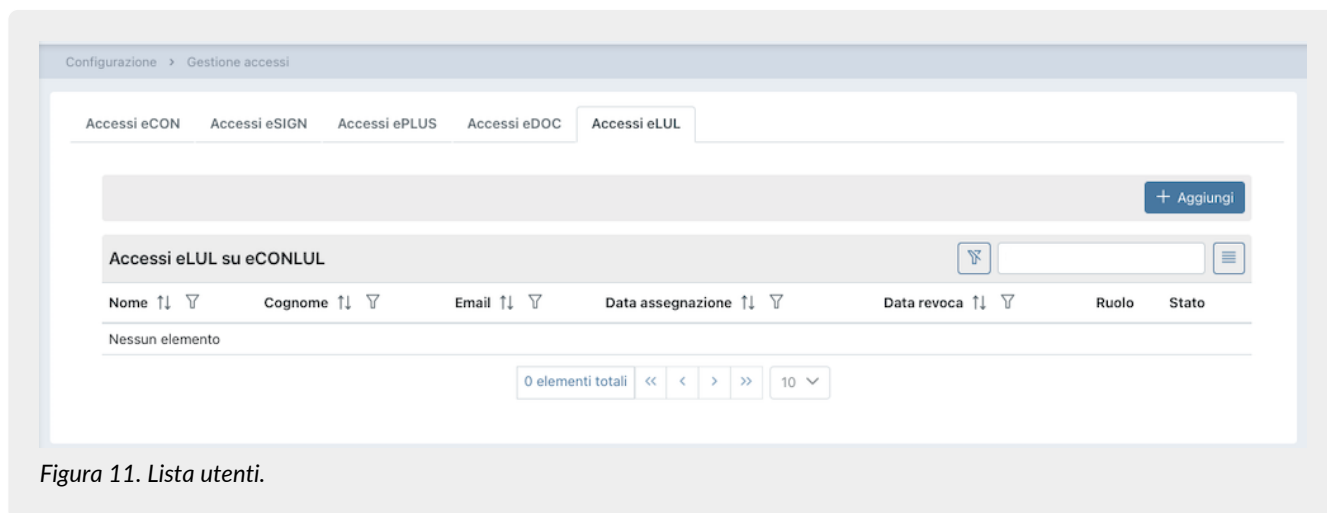 Configurazione > Gestione accessi
Accessi eCON Accessi eSIGN Accessi ePLUS Accessi eDOC Accessi eLUL
+ Aggiungi
Accessi eLUL su eCONLUL
Nome Cognome Email Data assegnazione Data revoca Ruolo Stato
Nessun elemento
0 elementi totali << < > >> 10
Figura 11. Lista utenti.